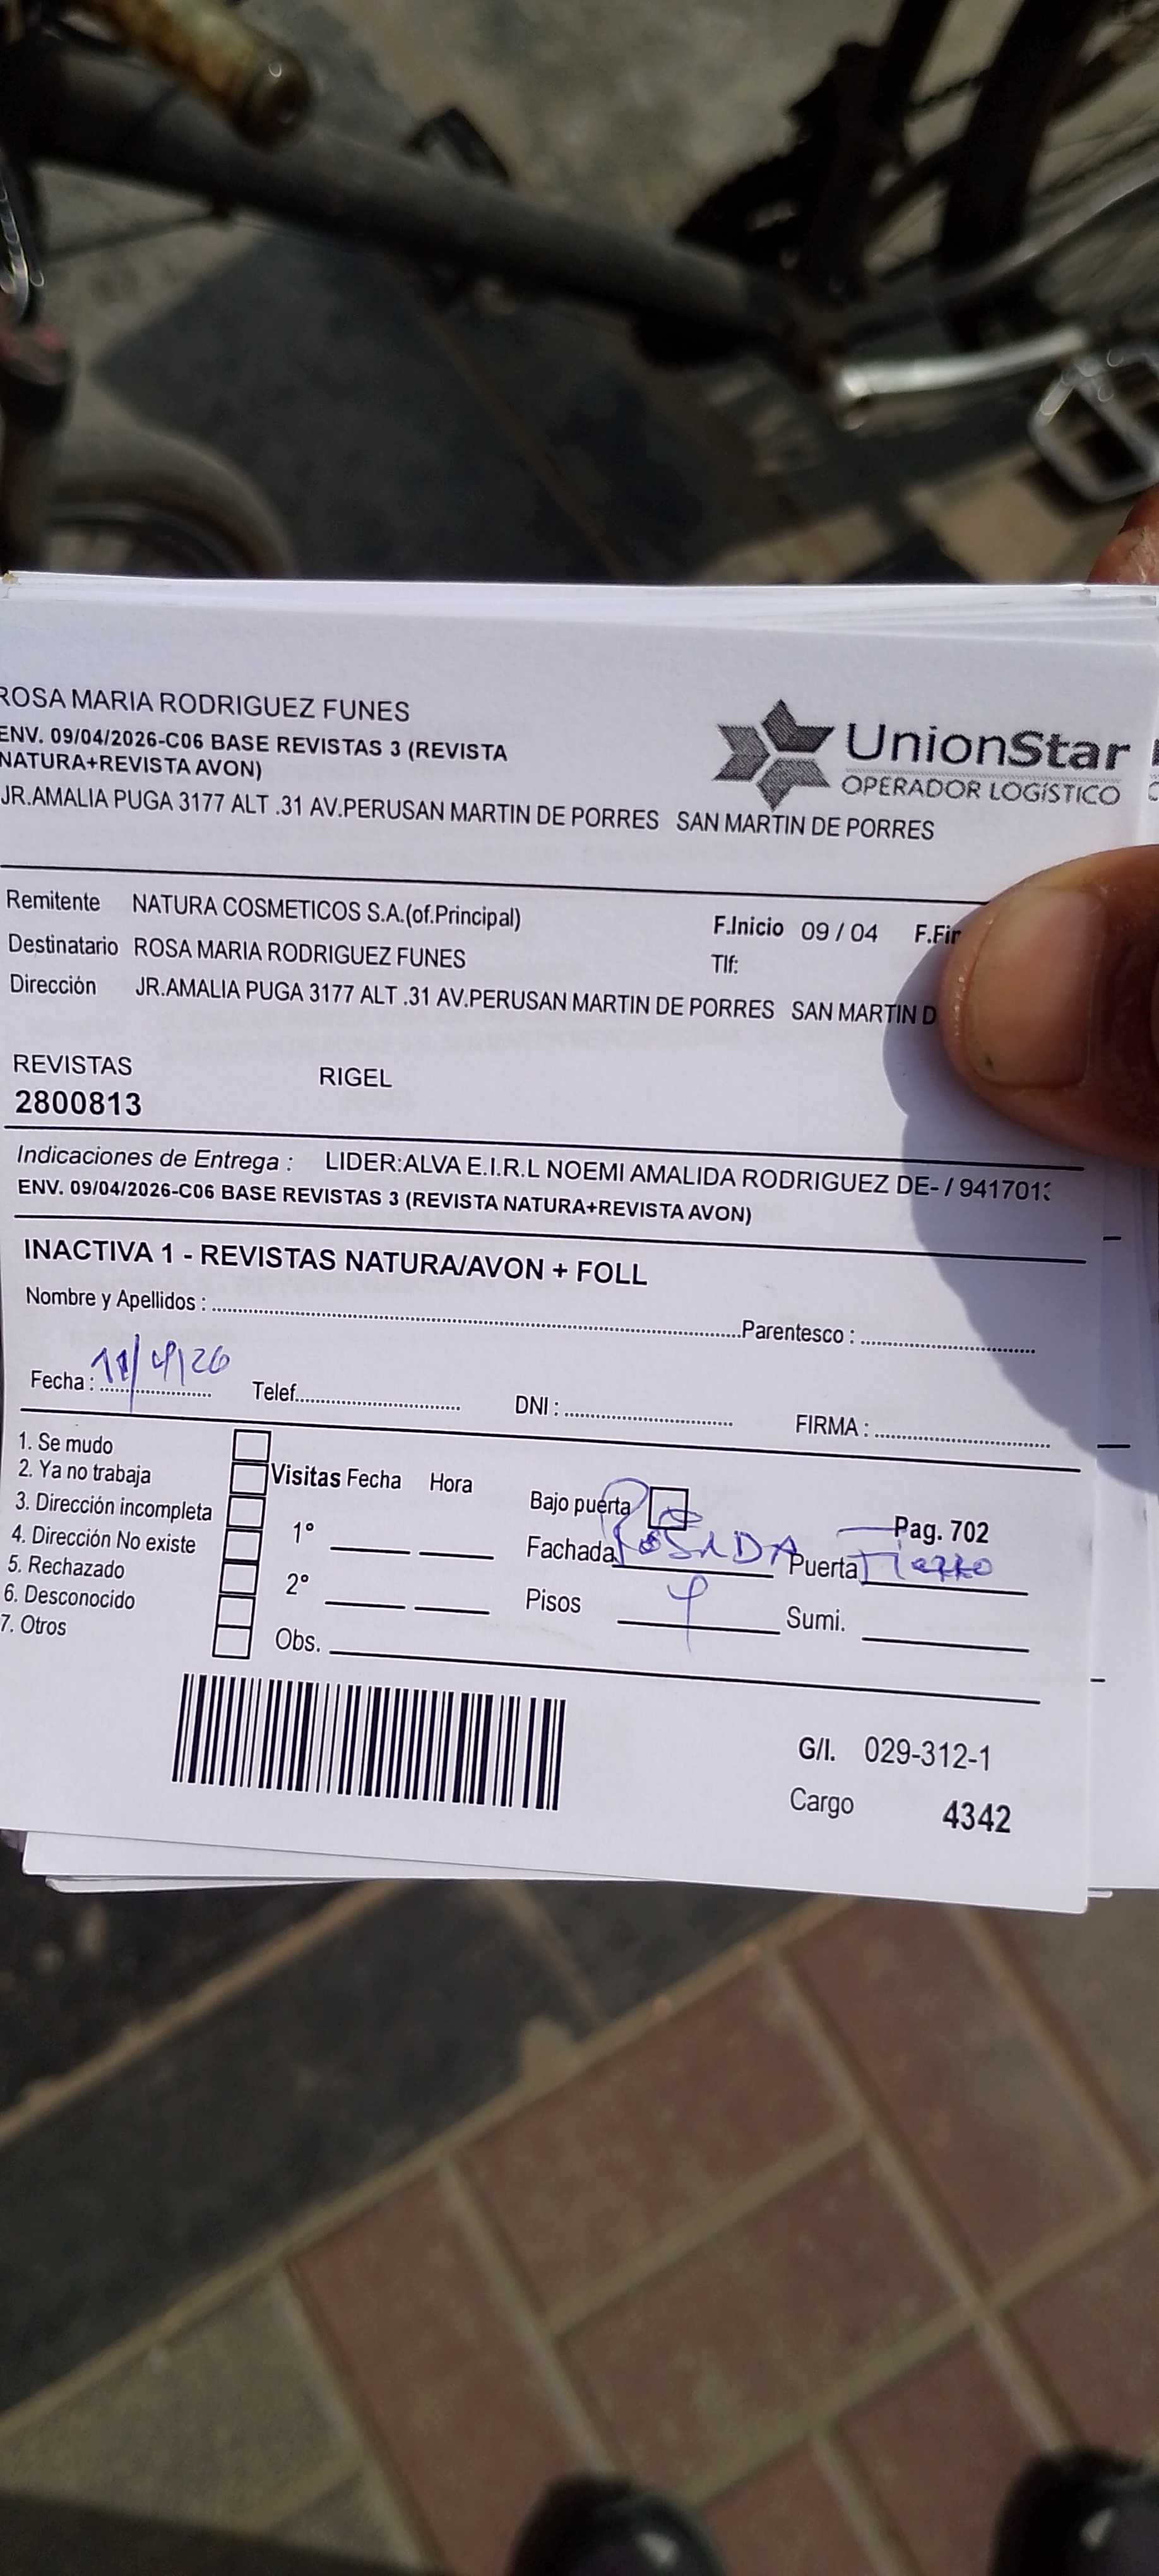 ROSA MARIA RODRIGUEZ FUNES
ENV. 09/04/2026-C06 BASE REVISTAS 3 (REVISTA
NATURA+REVISTA AVON)
UnionStar
OPERADOR LOGÍSTICO
JR.AMALIA PUGA 3177 ALT .31 AV.PERUSAN MARTIN DE PORRES SAN MARTIN DE PORRES
Remitente NATURA COSMETICOS S.A.(of.Principal) F.Inicio 09 / 04
Destinatario ROSA MARIA RODRIGUEZ FUNES Tlf:
Dirección JR.AMALIA PUGA 3177 ALT .31 AV.PERUSAN MARTIN DE PORRES SAN MARTIN D
REVISTAS RIGEL
2800813
Indicaciones de Entrega : LIDER:ALVA E.I.R.L NOEMI AMALIDA RODRIGUEZ DE- / 941701
ENV. 09/04/2026-C06 BASE REVISTAS 3 (REVISTA NATURA+REVISTA AVON)
INACTIVA 1 - REVISTAS NATURA/AVON + FOLL
Nombre y Apellidos : Parentesco :
Fecha : 11/4/26 Telef. DNI : FIRMA :
1. Se mudo
2. Ya no trabaja
3. Dirección incompleta
4. Dirección No existe
5. Rechazado
6. Desconocido
7. Otros
Visitas Fecha Hora
1°
2°
Obs.
Bajo puerta Pag. 702
Fachada ROSADA Puerta Fierro
Pisos 4 Sumi.
G/I. 029-312-1
Cargo 4342